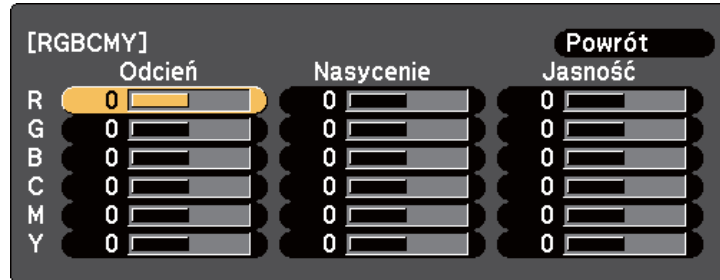 [RGBCMY] Powrót
Odcień Nasycenie Jasność
R 0 0 0
G 0 0 0
B 0 0 0
C 0 0 0
M 0 0 0
Y 0 0 0